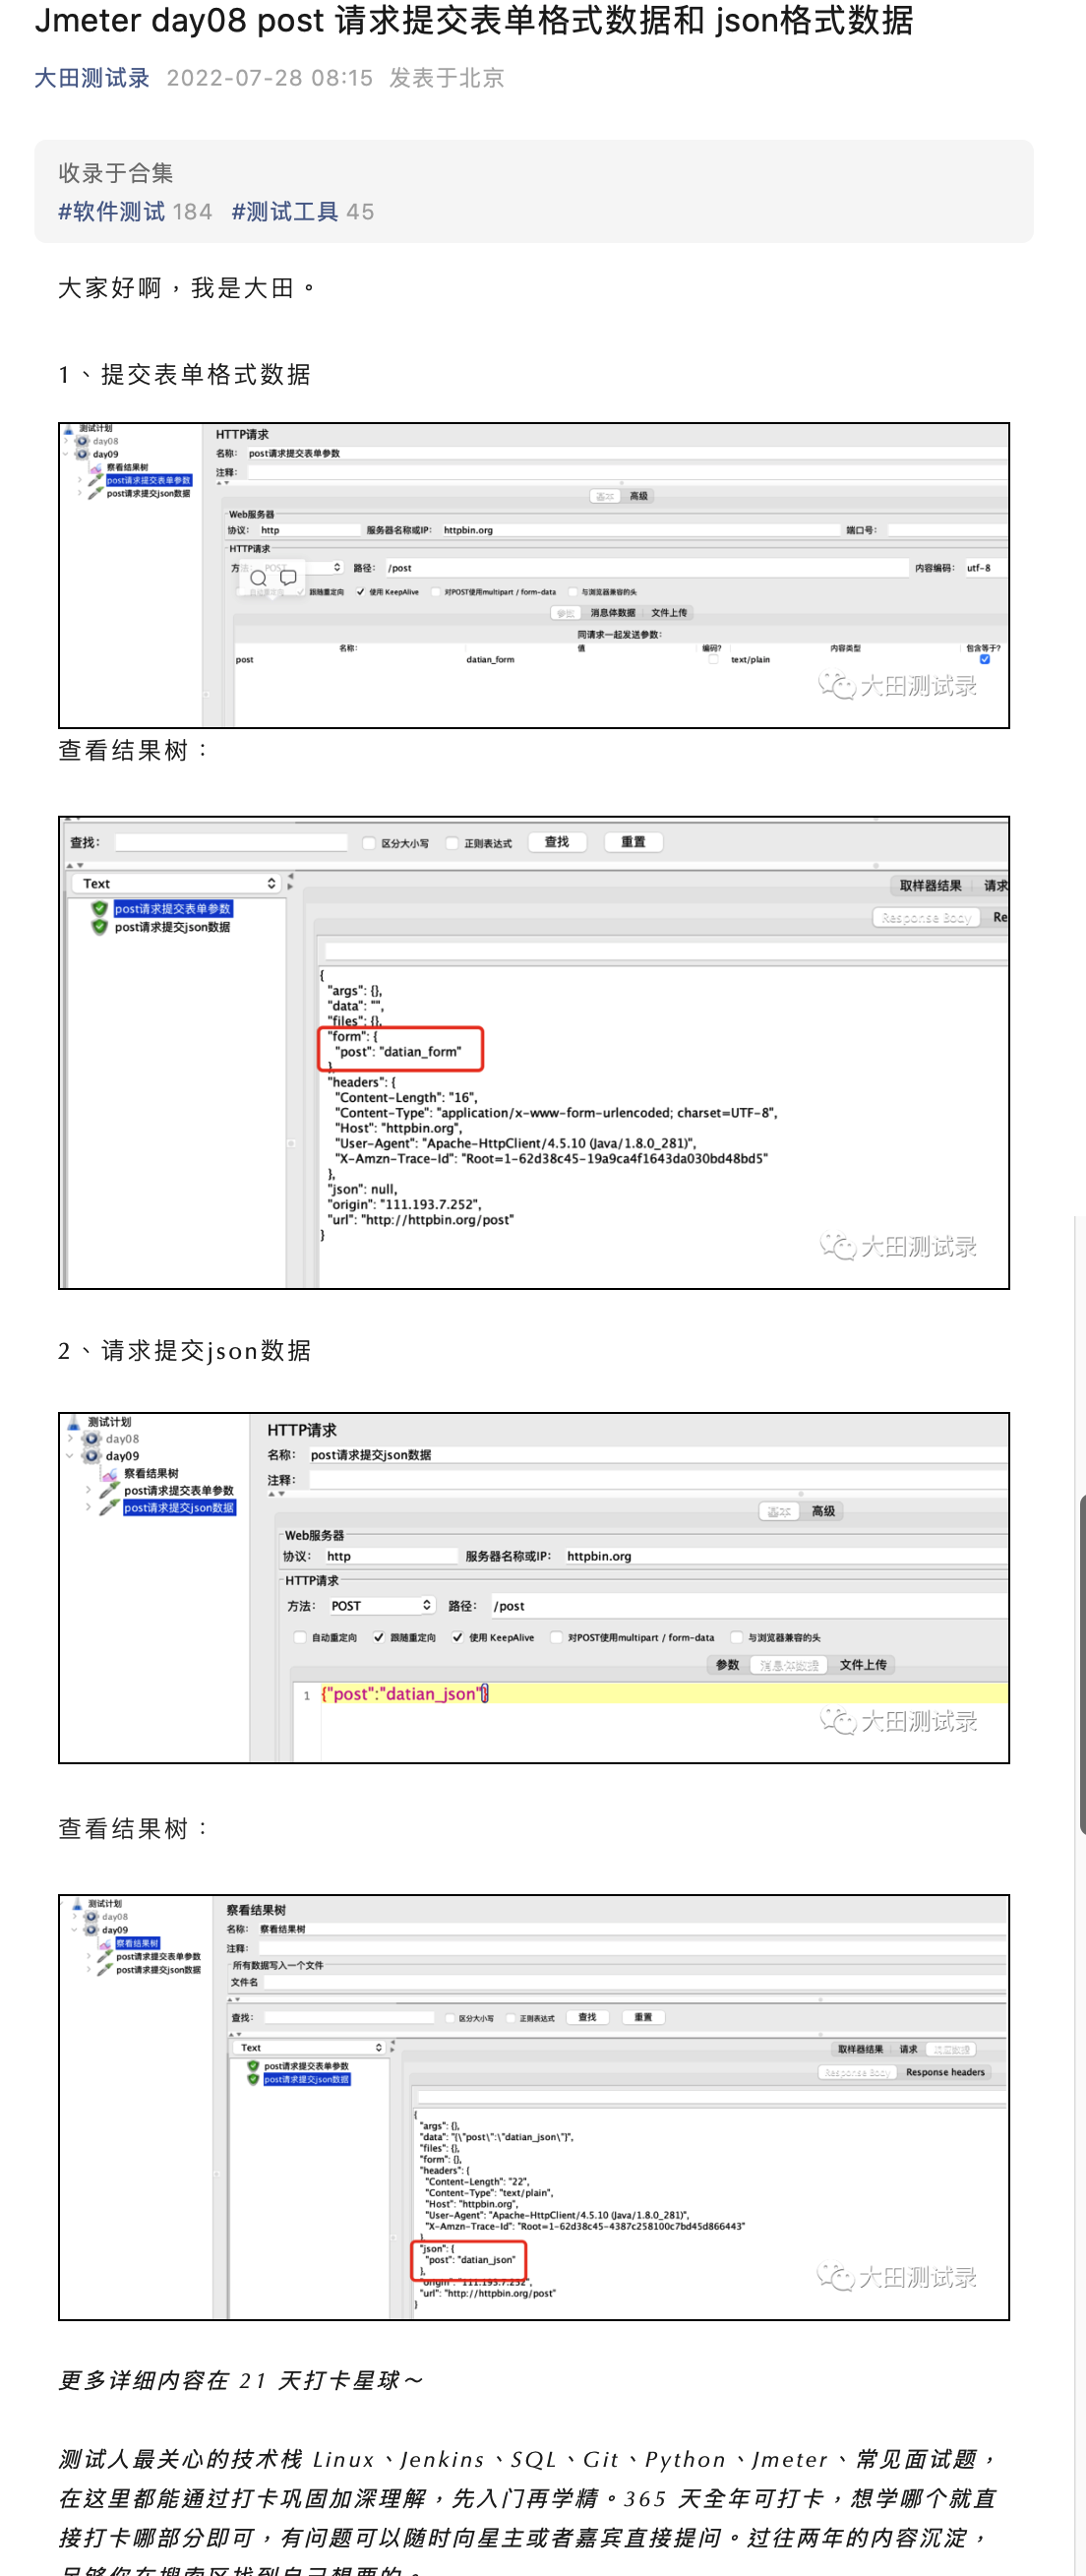 Jmeter day08 post 请求提交表单格式数据和 json格式数据
大田测试录 2022-07-28 08:15 发表于北京
收录于合集
#软件测试 184 #测试工具 45
大家好啊，我是大田。
1、提交表单格式数据
测试计划
day08
day09
察看结果树
post请求提交表单参数
post请求提交json数据
HTTP请求
名称: post请求提交表单参数
注释:
基本 高级
Web服务器
协议: http 服务器名称或IP: httpbin.org 端口号:
HTTP请求
方法: POST 路径: /post 内容编码: utf-8
自动重定向 跟随重定向 使用 KeepAlive 对POST使用multipart / form-data 与浏览器兼容的头
参数 消息体数据 文件上传
同请求一起发送参数:
名称: 值 编码? 内容类型 包含等于?
post datian_form text/plain
大田测试录
查看结果树：
查找: 区分大小写 正则表达式 查找 重置
Text
取样器结果 请求
post请求提交表单参数
post请求提交json数据
Response Body Re
{
"args": {},
"data": "",
"files": {},
"form": {
"post": "datian_form"
},
"headers": {
"Content-Length": "16",
"Content-Type": "application/x-www-form-urlencoded; charset=UTF-8",
"Host": "httpbin.org",
"User-Agent": "Apache-HttpClient/4.5.10 (Java/1.8.0_281)",
"X-Amzn-Trace-Id": "Root=1-62d38c45-19a9ca4f1643da030bd48bd5"
},
"json": null,
"origin": "111.193.7.252",
"url": "http://httpbin.org/post"
}
大田测试录
2、请求提交json数据
测试计划
day08
day09
察看结果树
post请求提交表单参数
post请求提交json数据
HTTP请求
名称: post请求提交json数据
注释:
基本 高级
Web服务器
协议: http 服务器名称或IP: httpbin.org
HTTP请求
方法: POST 路径: /post
自动重定向 跟随重定向 使用 KeepAlive 对POST使用multipart / form-data 与浏览器兼容的头
参数 消息体数据 文件上传
1 {"post":"datian_json"}
大田测试录
查看结果树：
测试计划
day08
day09
察看结果树
post请求提交表单参数
post请求提交json数据
察看结果树
名称: 察看结果树
注释:
所有数据写入一个文件
文件名
查找: 区分大小写 正则表达式 查找 重置
Text
取样器结果 请求 响应数据
post请求提交表单参数
post请求提交json数据
Response Body Response headers
{
"args": {},
"data": "{\"post\":\"datian_json\"}",
"files": {},
"form": {},
"headers": {
"Content-Length": "22",
"Content-Type": "text/plain",
"Host": "httpbin.org",
"User-Agent": "Apache-HttpClient/4.5.10 (Java/1.8.0_281)",
"X-Amzn-Trace-Id": "Root=1-62d38c45-4387c258100c7bd45d866443"
},
"json": {
"post": "datian_json"
},
"origin": "111.193.7.252",
"url": "http://httpbin.org/post"
}
大田测试录
更多详细内容在 21 天打卡星球～
测试人最关心的技术栈 Linux、Jenkins、SQL、Git、Python、Jmeter、常见面试题，
在这里都能通过打卡巩固加深理解，先入门再学精。365 天全年可打卡，想学哪个就直
接打卡哪部分即可，有问题可以随时向星主或者嘉宾直接提问。过往两年的内容沉淀，
足够你在搜索区找到自己想要的。